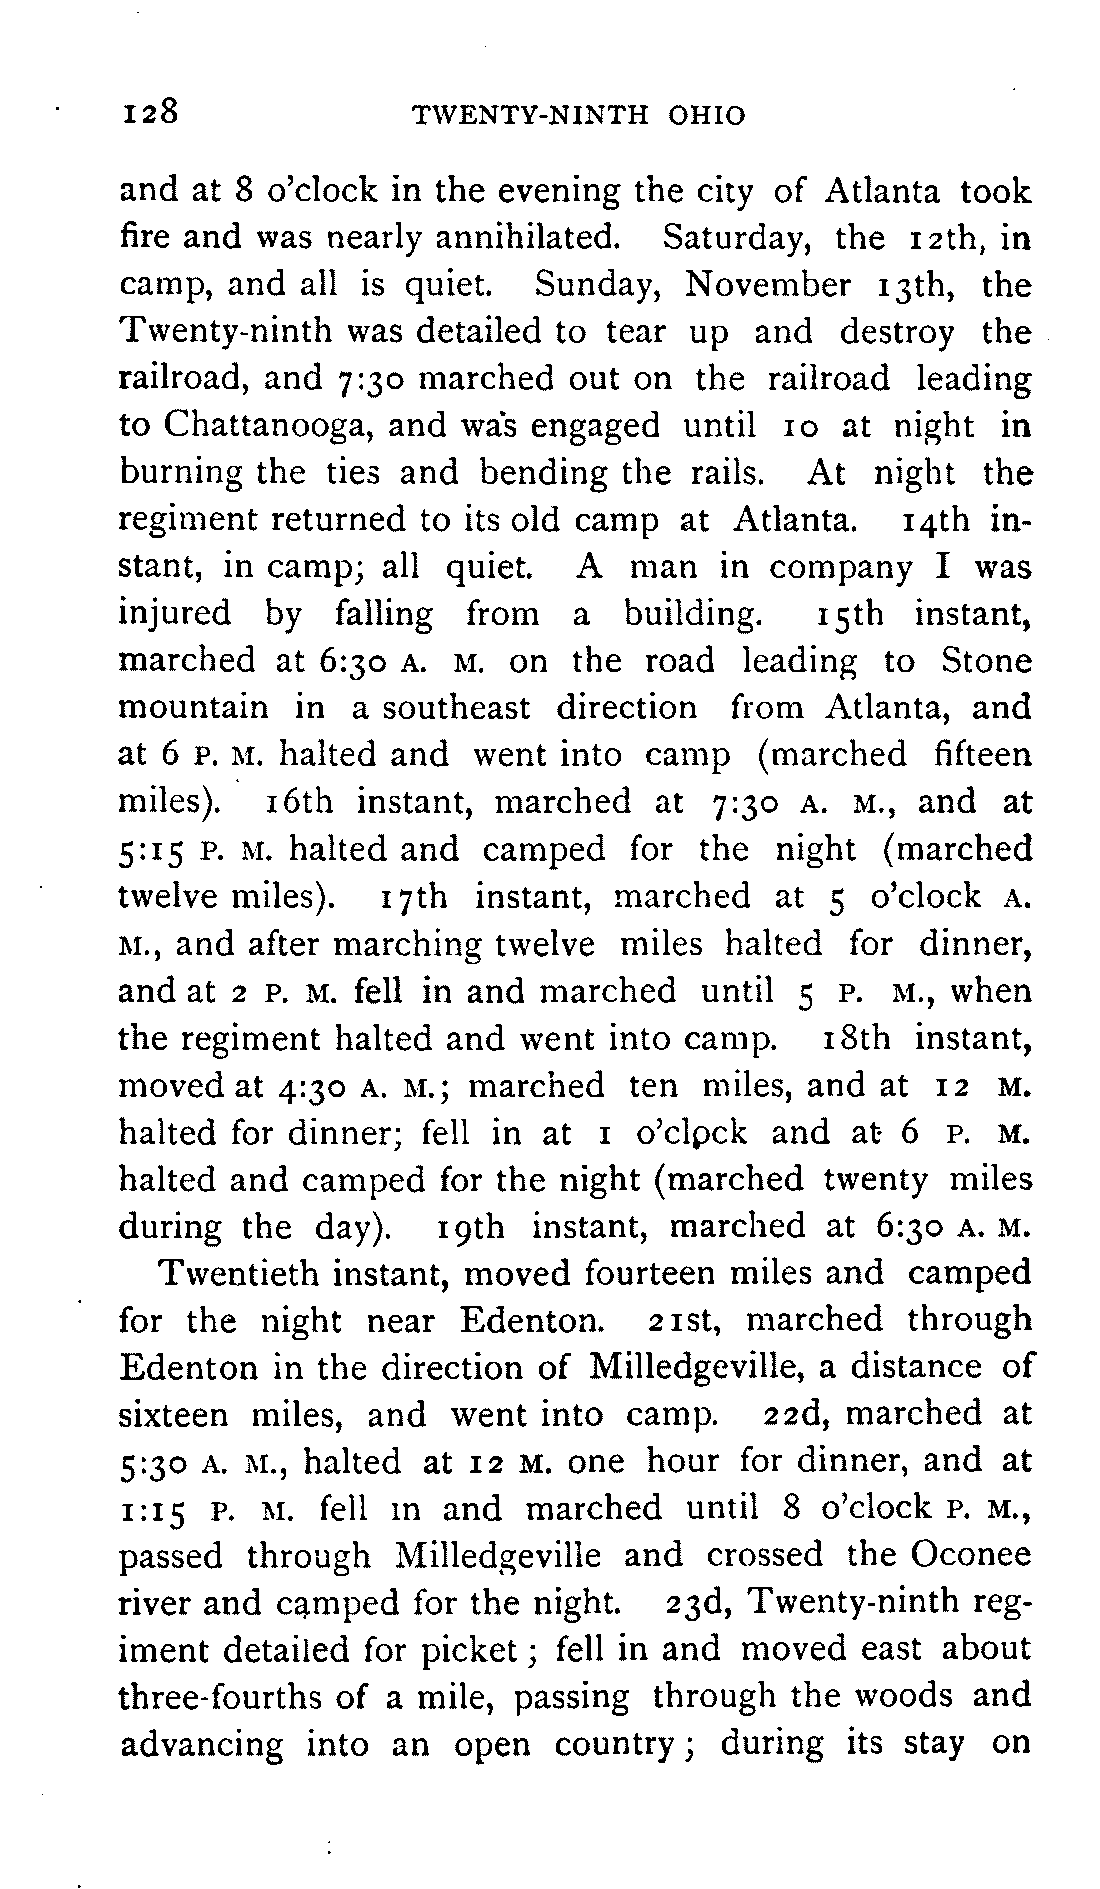 128 TWENTY-NINTH OHIO
and at 8 o'clock in the evening the city of Atlanta took
fire and was nearly annihilated. Saturday, the 12th, in
camp, and all is quiet. Sunday, November 13th, the
Twenty-ninth was detailed to tear up and destroy the
railroad, and 7:30 marched out on the railroad leading
to Chattanooga, and was engaged until 10 at night in
burning the ties and bending the rails. At night the
regiment returned to its old camp at Atlanta. 14th in-
stant, in camp; all quiet. A man in company I was
injured by falling from a building. 15th instant,
marched at 6:30 A. M. on the road leading to Stone
mountain in a southeast direction from Atlanta, and
at 6 P. M. halted and went into camp (marched fifteen
miles). 16th instant, marched at 7:30 A. M., and at
5:15 P. M. halted and camped for the night (marched
twelve miles). 17th instant, marched at 5 o'clock A.
M., and after marching twelve miles halted for dinner,
and at 2 P. M. fell in and marched until 5 P. M., when
the regiment halted and went into camp. 18th instant,
moved at 4:30 A. M.; marched ten miles, and at 12 M.
halted for dinner; fell in at 1 o'clock and at 6 P. M.
halted and camped for the night (marched twenty miles
during the day). 19th instant, marched at 6:30 A. M.
Twentieth instant, moved fourteen miles and camped
for the night near Edenton. 21st, marched through
Edenton in the direction of Milledgeville, a distance of
sixteen miles, and went into camp. 22d, marched at
5:30 A. M., halted at 12 M. one hour for dinner, and at
1:15 P. M. fell in and marched until 8 o'clock P. M.,
passed through Milledgeville and crossed the Oconee
river and camped for the night. 23d, Twenty-ninth reg-
iment detailed for picket; fell in and moved east about
three-fourths of a mile, passing through the woods and
advancing into an open country; during its stay on